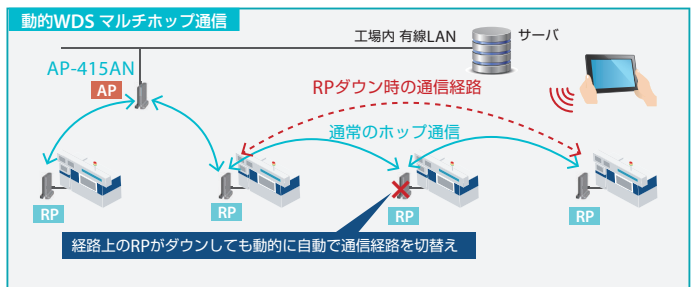 動的WDS マルチホップ通信
工場内 有線LAN
サーバ
AP-415AN
AP
RPダウン時の通信経路
通常のホップ通信
RP
RP
RP
RP
経路上のRPがダウンしても動的に自動で通信経路を切替え